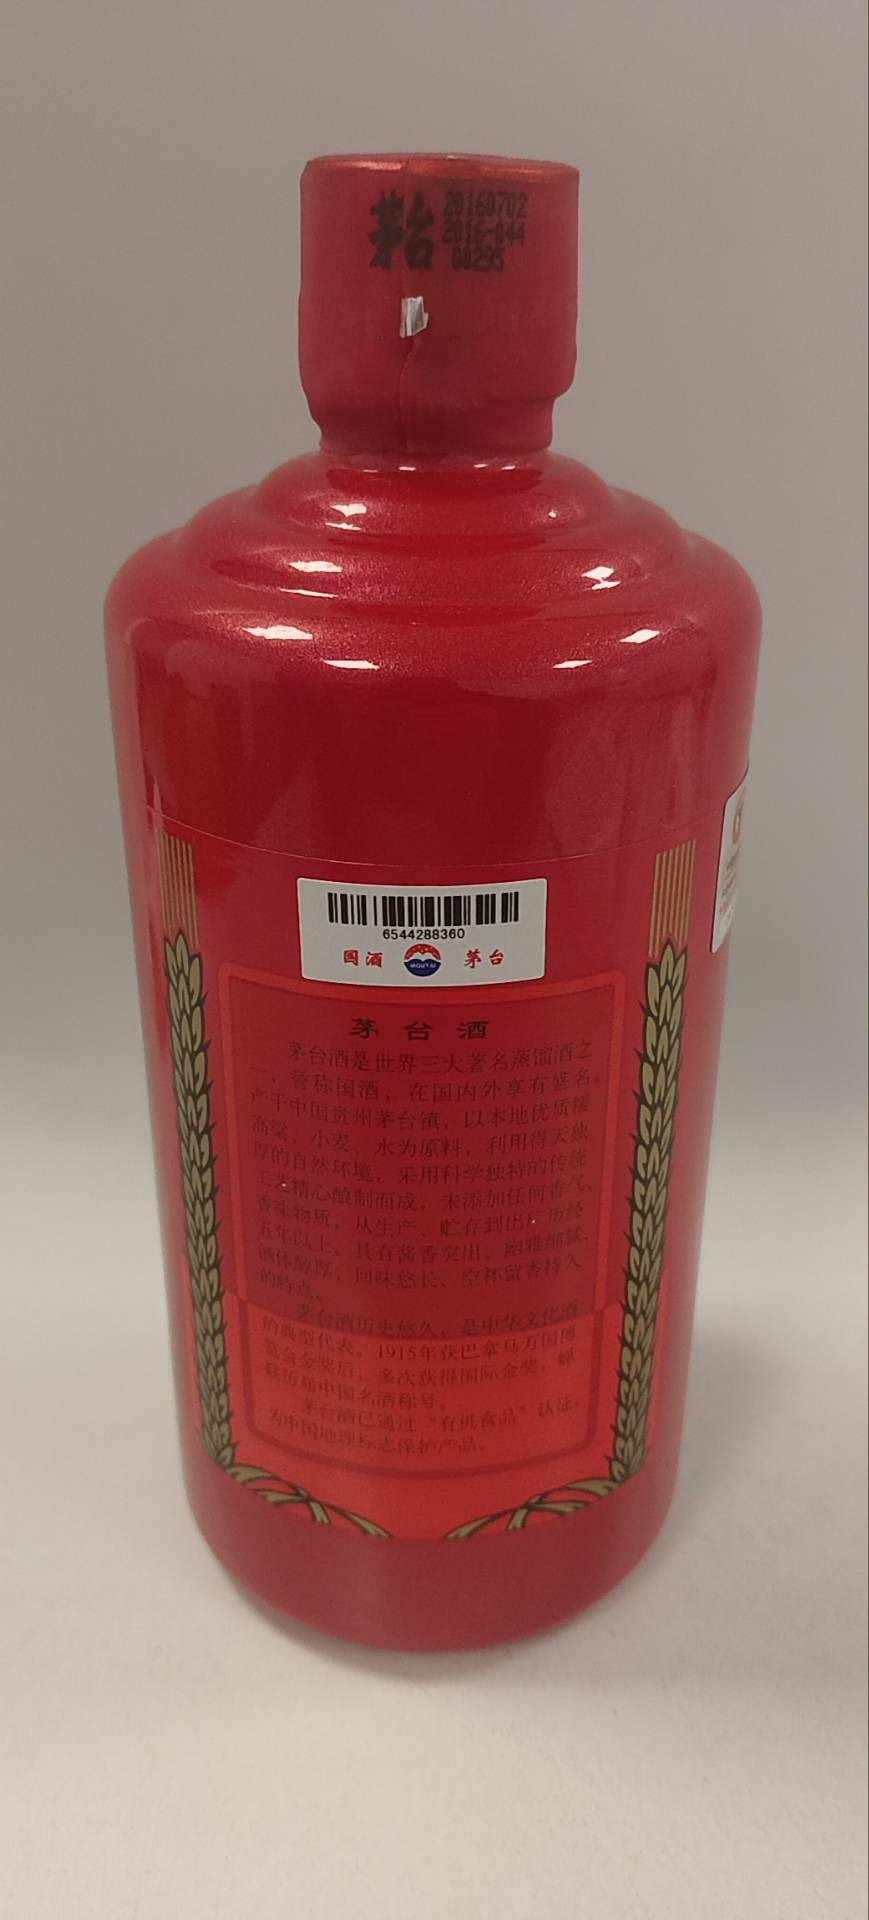 茅台
20160702
2016-044
00295
6544288360
国酒 MOUTAI 茅台
茅台酒
茅台酒是世界三大著名蒸馏酒之
一，誉称国酒，在国内外享有盛名。
产于中国贵州茅台镇，以本地优质糯
高粱、小麦、水为原料，利用得天独
厚的自然环境，采用科学独特的传统
工艺精心酿制而成，未添加任何香气、
香味物质，从生产、贮存到出厂历经
五年以上。具有酱香突出、幽雅细腻、
酒体醇厚、回味悠长、空杯留香持久
的特点。
茅台酒历史悠久，是中华文化酒
的典型代表。1915年获巴拿马万国博
览会金奖后，多次获得国际金奖，蝉
联历届中国名酒称号。
茅台酒已通过“有机食品”认证，
为中国地理标志保护产品。